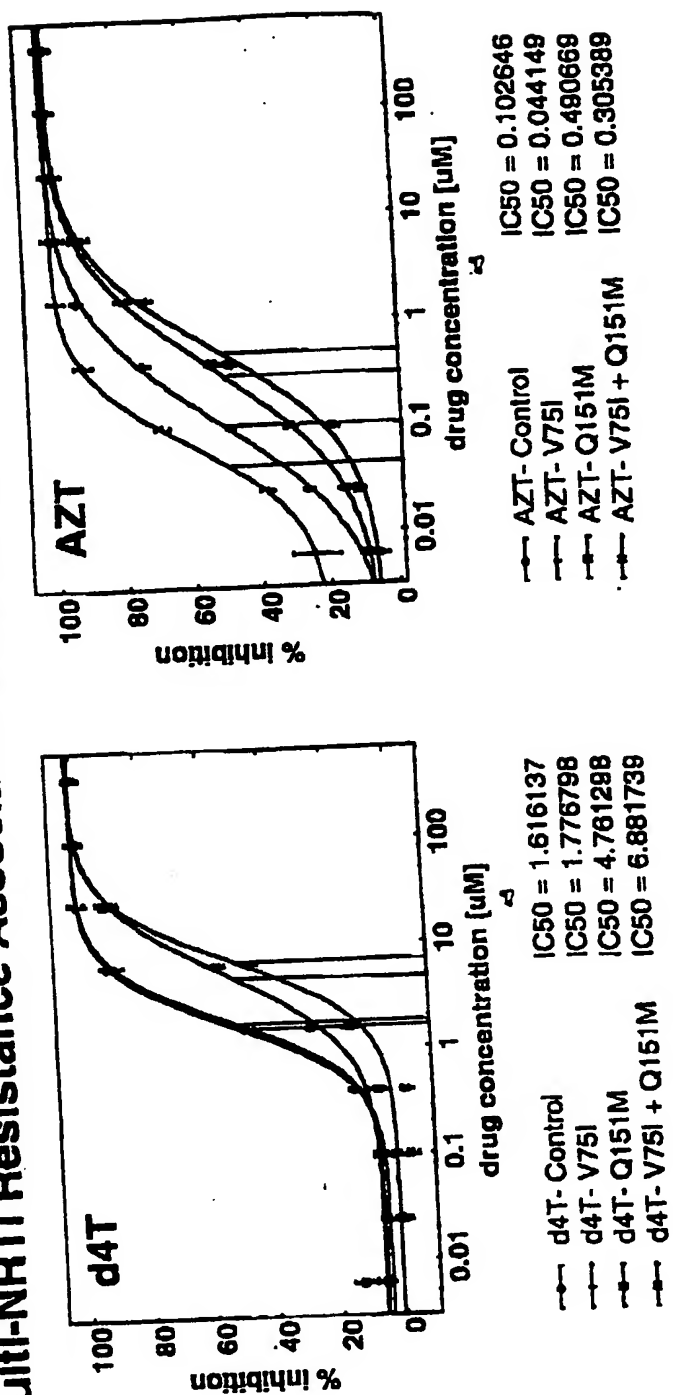 Multi-NRTI Resistance
d4T
% inhibition
100
80
60
40
20
0
0.01 0.1 1 10 100
drug concentration [uM]
d4T- Control IC50 = 1.616137
d4T- V75I IC50 = 1.776798
d4T- Q151M IC50 = 4.761298
d4T- V75I + Q151M IC50 = 6.881739
AZT
% inhibition
100
80
60
40
20
0
0.01 0.1 1 10 100
drug concentration [uM]
AZT- Control IC50 = 0.102646
AZT- V75I IC50 = 0.044149
AZT- Q151M IC50 = 0.490669
AZT- V75I + Q151M IC50 = 0.305389